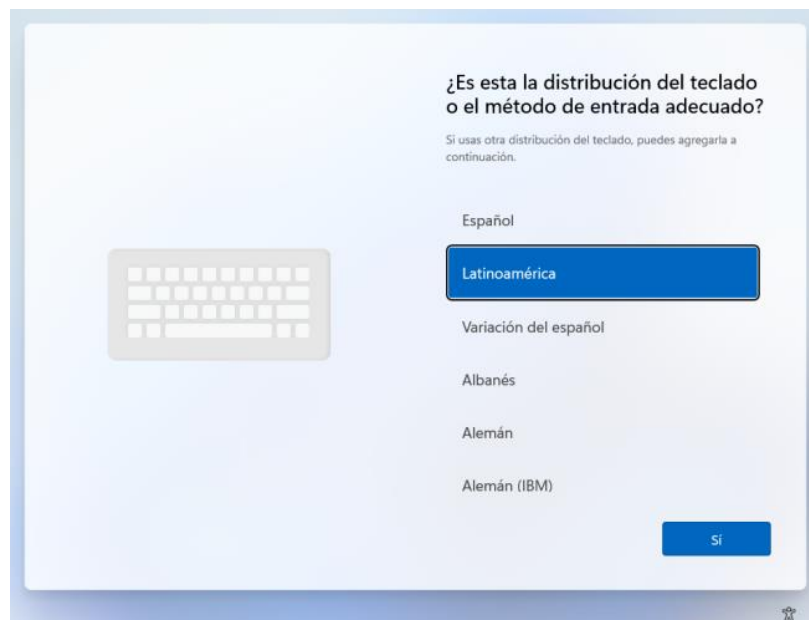 ¿Es esta la distribución del teclado
o el método de entrada adecuado?
Si usas otra distribución del teclado, puedes agregarla a
continuación.
Español
Latinoamérica
Variación del español
Albanés
Alemán
Alemán (IBM)
Sí